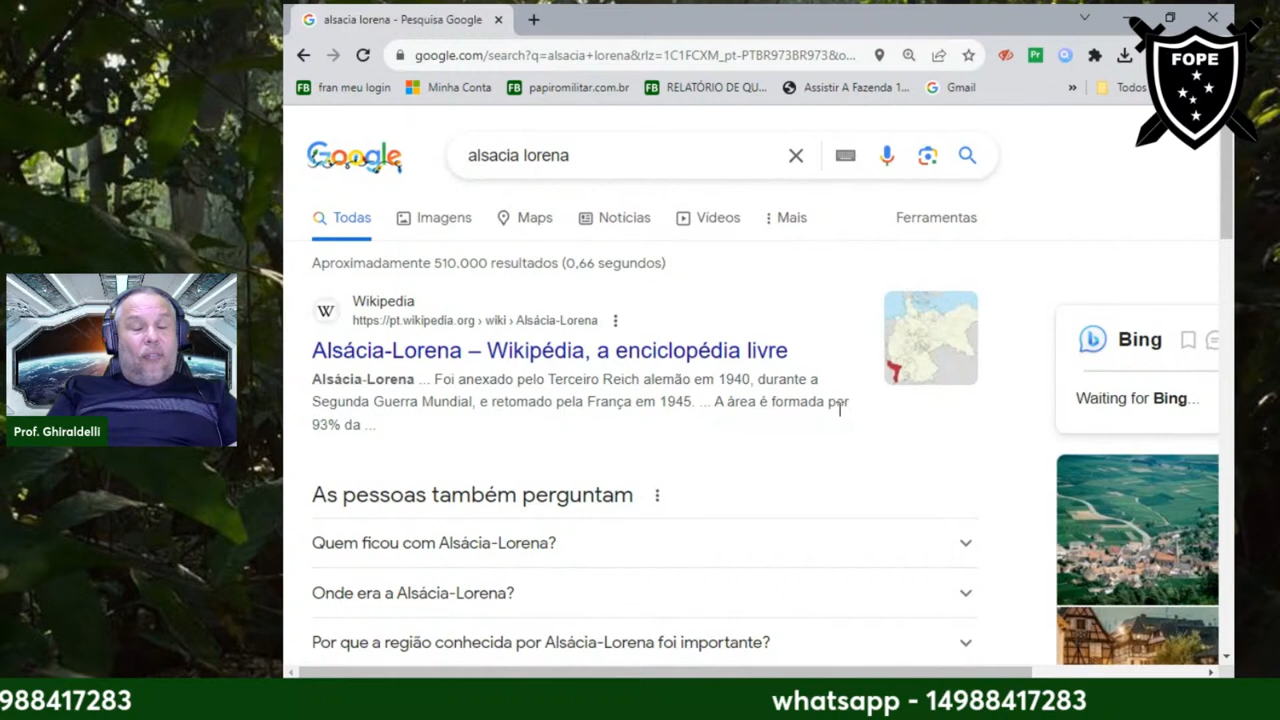 alsacia lorena - Pesquisa Google
google.com/search?q=alsacia+lorena&rlz=1C1FCXM_pt-PTBR973BR973&o...
Pr
FB fran meu login
Minha Conta
FB papiromilitar.com.br
FB RELATÓRIO DE QU...
Assistir A Fazenda 1...
G Gmail
»
Todos
FOPE
Google
alsacia lorena
Todas
Imagens
Maps
Notícias
Vídeos
Mais
Ferramentas
Aproximadamente 510.000 resultados (0,66 segundos)
W
Wikipedia
https://pt.wikipedia.org › wiki › Alsácia-Lorena
Alsácia-Lorena – Wikipédia, a enciclopédia livre
Alsácia-Lorena ... Foi anexado pelo Terceiro Reich alemão em 1940, durante a
Segunda Guerra Mundial, e retomado pela França em 1945. ... A área é formada por
93% da ...
Bing
Waiting for Bing...
Prof. Ghiraldelli
As pessoas também perguntam
Quem ficou com Alsácia-Lorena?
Onde era a Alsácia-Lorena?
Por que a região conhecida por Alsácia-Lorena foi importante?
988417283
whatsapp - 14988417283